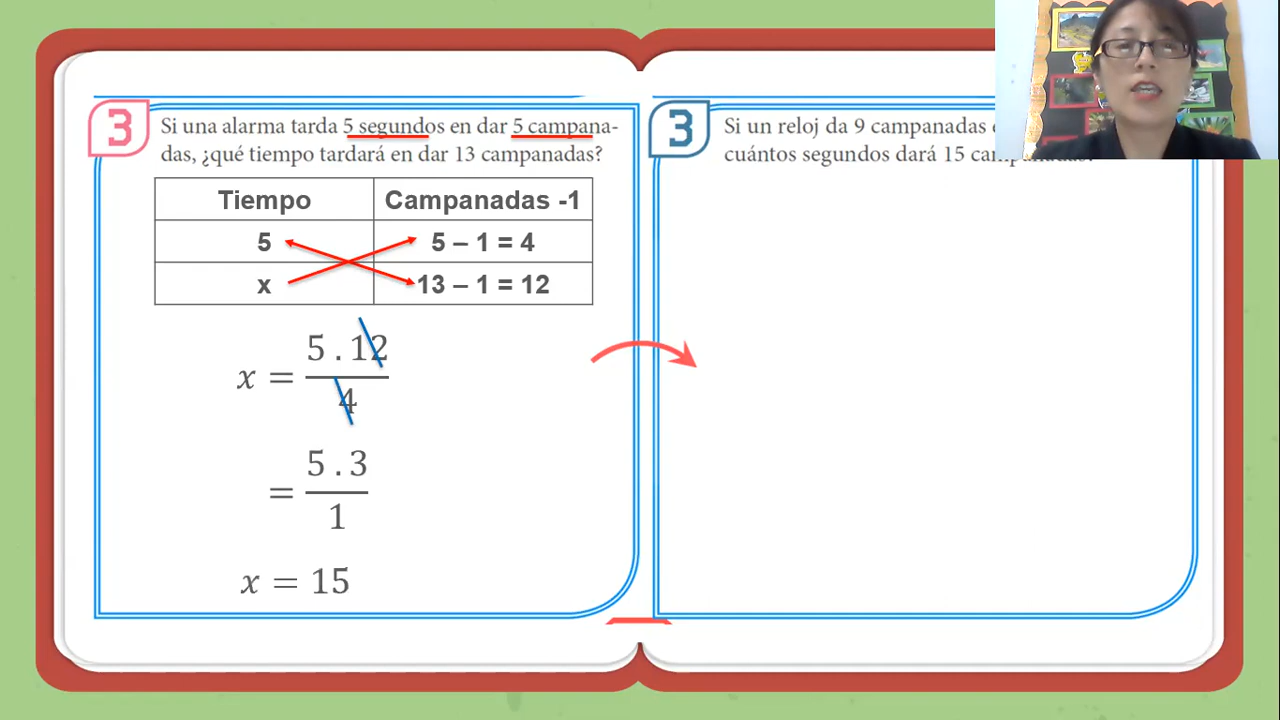 3
Si una alarma tarda 5 segundos en dar 5 campana-
das, ¿qué tiempo tardará en dar 13 campanadas?
Tiempo Campanadas -1
5 5 – 1 = 4
x 13 – 1 = 12
x = 5 . 12 / 4
= 5 . 3 / 1
x = 15
3
Si un reloj da 9 campanadas
cuántos segundos dará 15